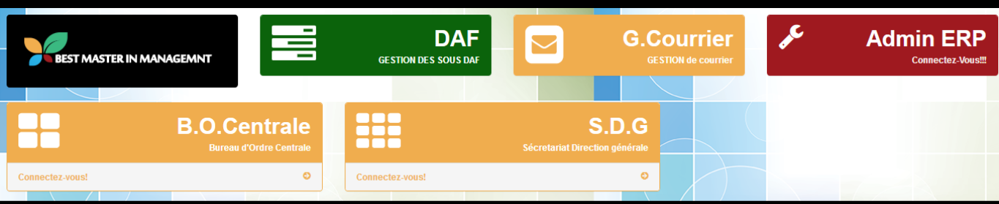 BEST MASTER IN MANAGEMNT
DAF
GESTION DES SOUS DAF
G.Courrier
GESTION de courrier
Admin ERP
Connectez-Vous!!!
B.O.Centrale
Bureau d'Ordre Centrale
Connectez-vous!
S.D.G
Sécretariat Direction générale
Connectez-vous!